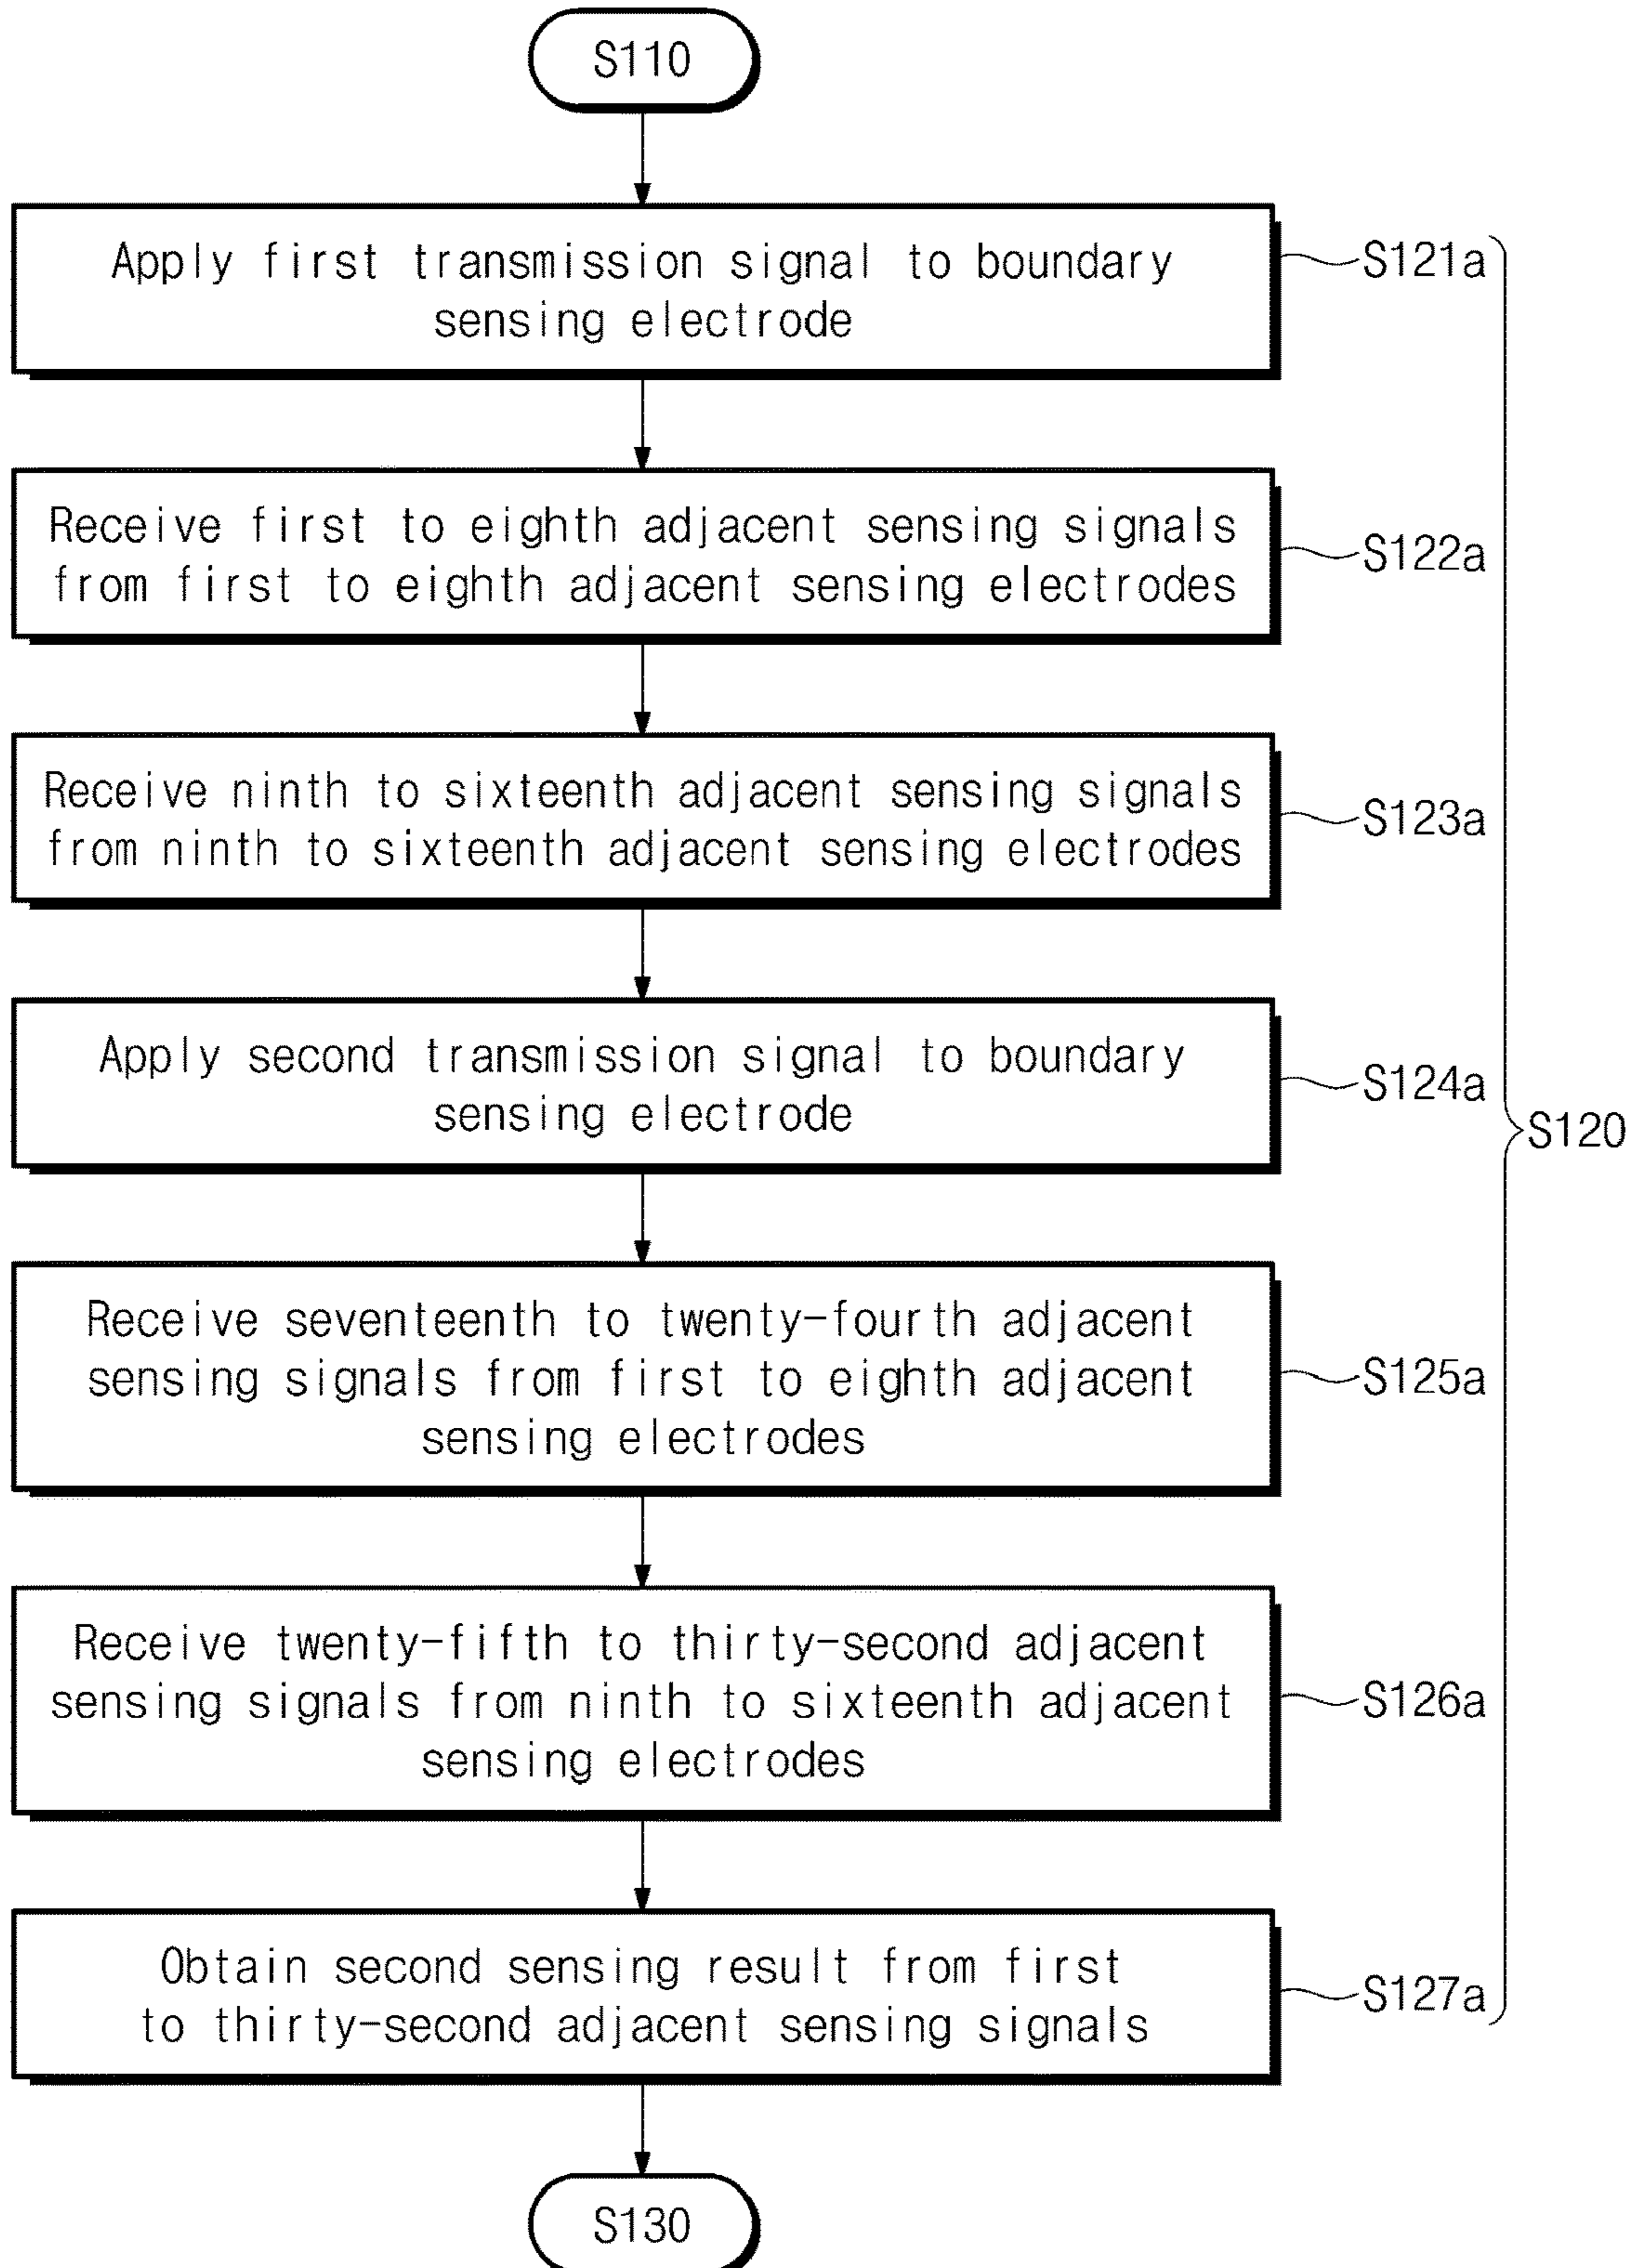 S110
Apply first transmission signal to boundary
sensing electrode
S121a
Receive first to eighth adjacent sensing signals
from first to eighth adjacent sensing electrodes
S122a
Receive ninth to sixteenth adjacent sensing signals
from ninth to sixteenth adjacent sensing electrodes
S123a
Apply second transmission signal to boundary
sensing electrode
S124a
S120
Receive seventeenth to twenty-fourth adjacent
sensing signals from first to eighth adjacent
sensing electrodes
S125a
Receive twenty-fifth to thirty-second adjacent
sensing signals from ninth to sixteenth adjacent
sensing electrodes
S126a
Obtain second sensing result from first
to thirty-second adjacent sensing signals
S127a
S130